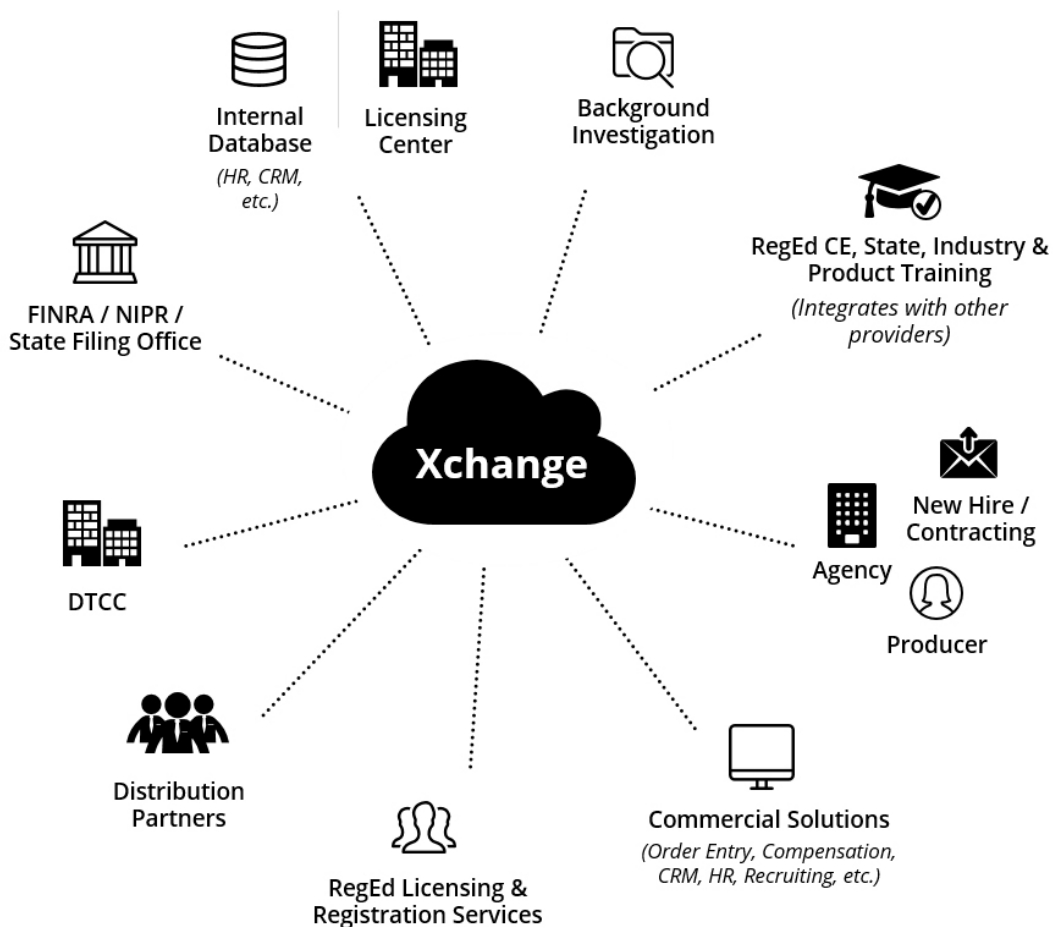 Internal
Database
(HR, CRM,
etc.)
Licensing
Center
Background
Investigation
RegEd CE, State, Industry &
Product Training
(Integrates with other
providers)
FINRA / NIPR /
State Filing Office
Xchange
New Hire /
Contracting
Agency
Producer
DTCC
Distribution
Partners
RegEd Licensing &
Registration Services
Commercial Solutions
(Order Entry, Compensation,
CRM, HR, Recruiting, etc.)